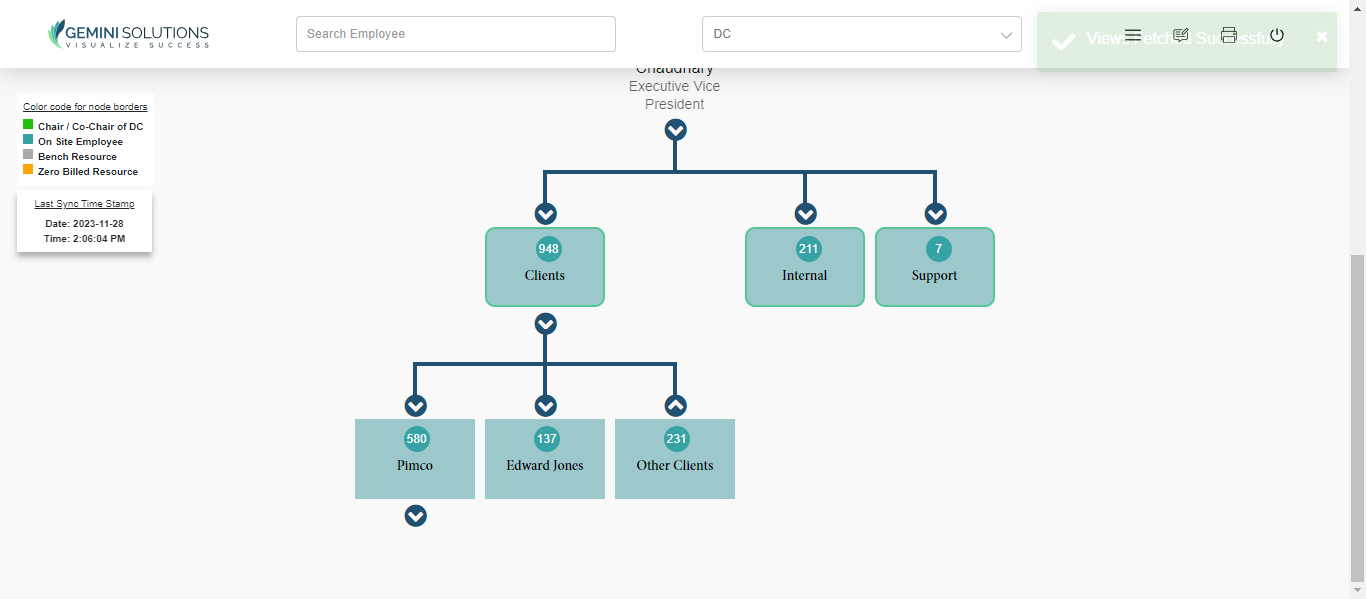 GEMINI SOLUTIONS
VISUALIZE SUCCESS
Search Employee
DC
Views Fetched Successfully
Chaudhary
Executive Vice
President
Color code for node borders
Chair / Co-Chair of DC
On Site Employee
Bench Resource
Zero Billed Resource
Last Sync Time Stamp
Date: 2023-11-28
Time: 2:06:04 PM
948
Clients
211
Internal
7
Support
580
Pimco
137
Edward Jones
231
Other Clients